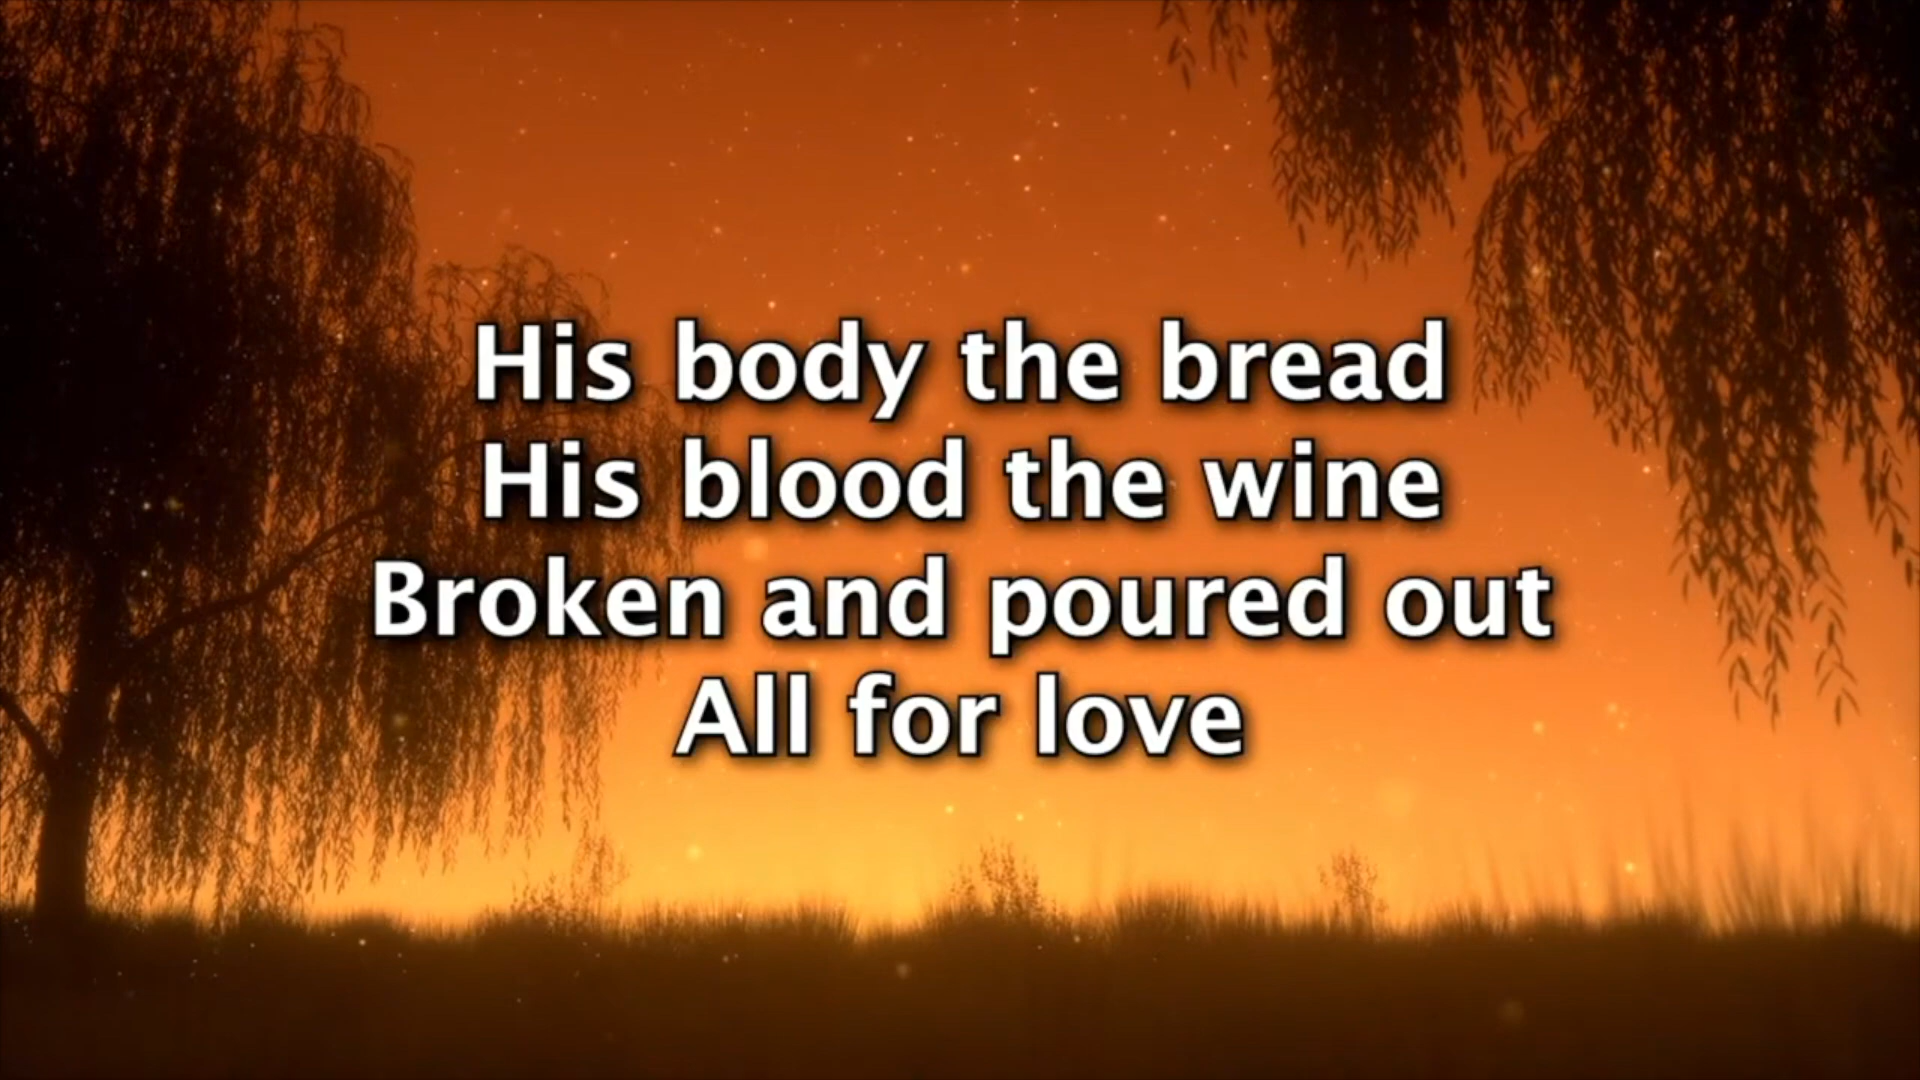 His body the bread
His blood the wine
Broken and poured out
All for love